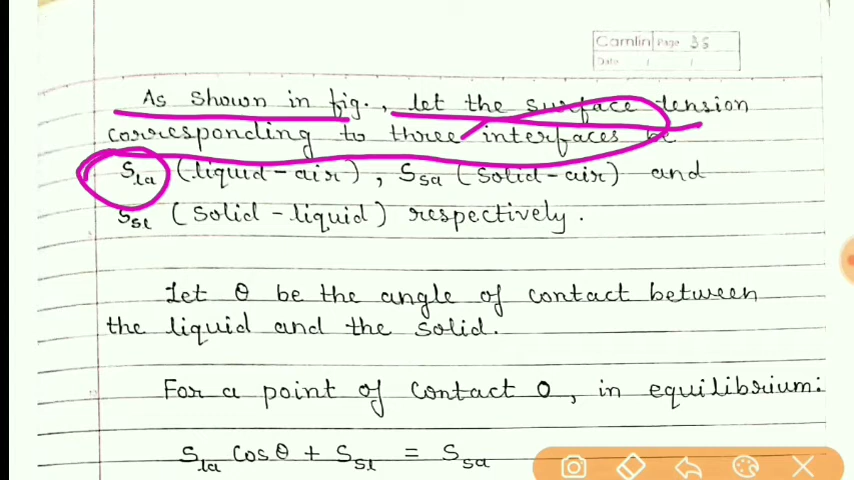 Camlin Page 35
Date / /
As shown in fig., let the surface tension
corresponding to three interfaces be
Sla (liquid-air), Ssa (solid-air) and
Ssl (solid-liquid) respectively.
Let θ be the angle of contact between
the liquid and the solid.
For a point of contact O, in equilibrium:
Sla Cosθ + Ssl = Ssa